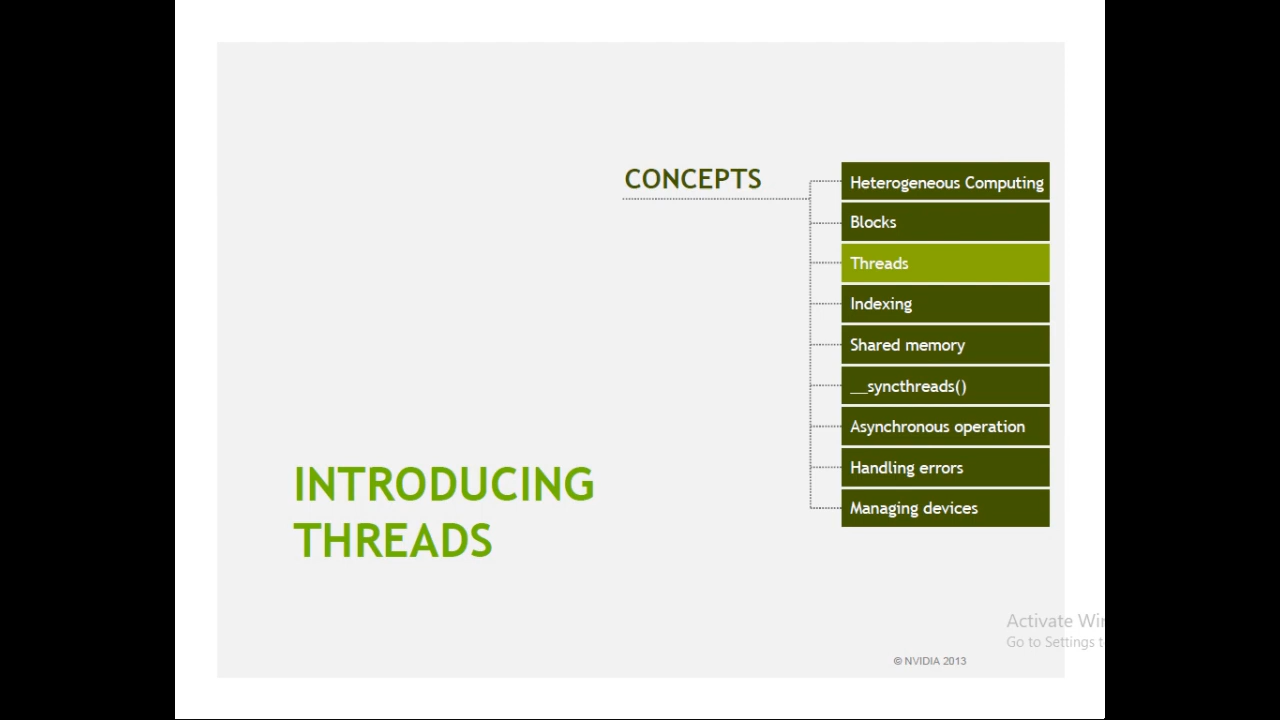 CONCEPTS
Heterogeneous Computing
Blocks
Threads
Indexing
Shared memory
__syncthreads()
Asynchronous operation
Handling errors
Managing devices
INTRODUCING
THREADS
Activate Wi
Go to Settings t
© NVIDIA 2013